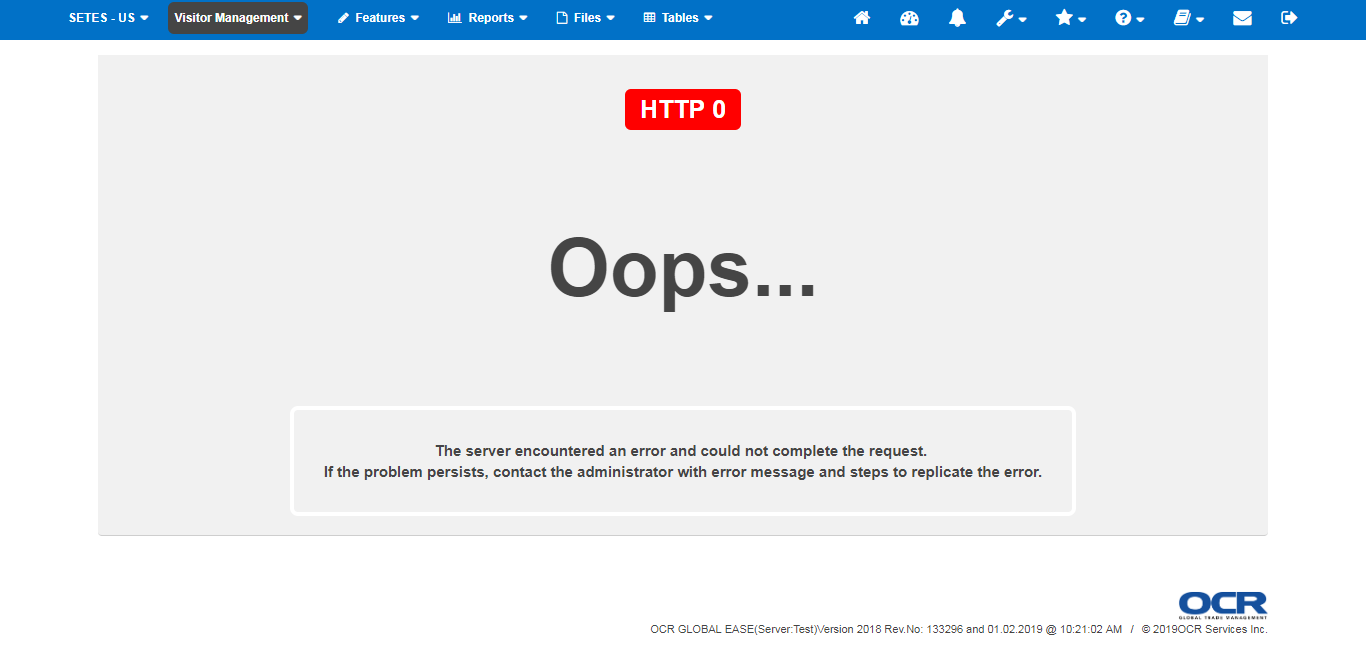 SETES - US Visitor Management Features Reports Files Tables
HTTP 0
Oops...
The server encountered an error and could not complete the request.
If the problem persists, contact the administrator with error message and steps to replicate the error.
OCR
GLOBAL TRADE MANAGEMENT
OCR GLOBAL EASE(Server:Test)Version 2018 Rev.No: 133296 and 01.02.2019 @ 10:21:02 AM / © 2019OCR Services Inc.